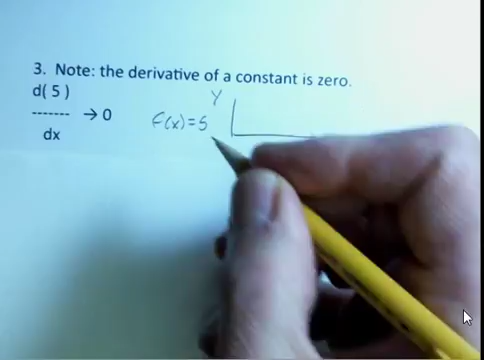 3. Note: the derivative of a constant is zero.
d( 5 )
------- → 0
dx
f(x)=5
Y